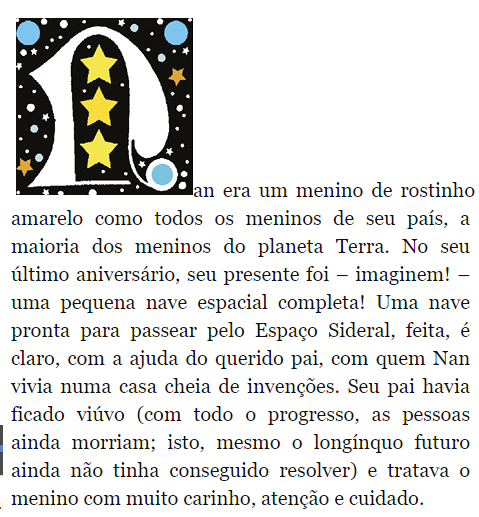 Nan era um menino de rostinho
amarelo como todos os meninos de seu país, a
maioria dos meninos do planeta Terra. No seu
último aniversário, seu presente foi – imaginem! –
uma pequena nave espacial completa! Uma nave
pronta para passear pelo Espaço Sideral, feita, é
claro, com a ajuda do querido pai, com quem Nan
vivia numa casa cheia de invenções. Seu pai havia
ficado viúvo (com todo o progresso, as pessoas
ainda morriam; isto, mesmo o longínquo futuro
ainda não tinha conseguido resolver) e tratava o
menino com muito carinho, atenção e cuidado.